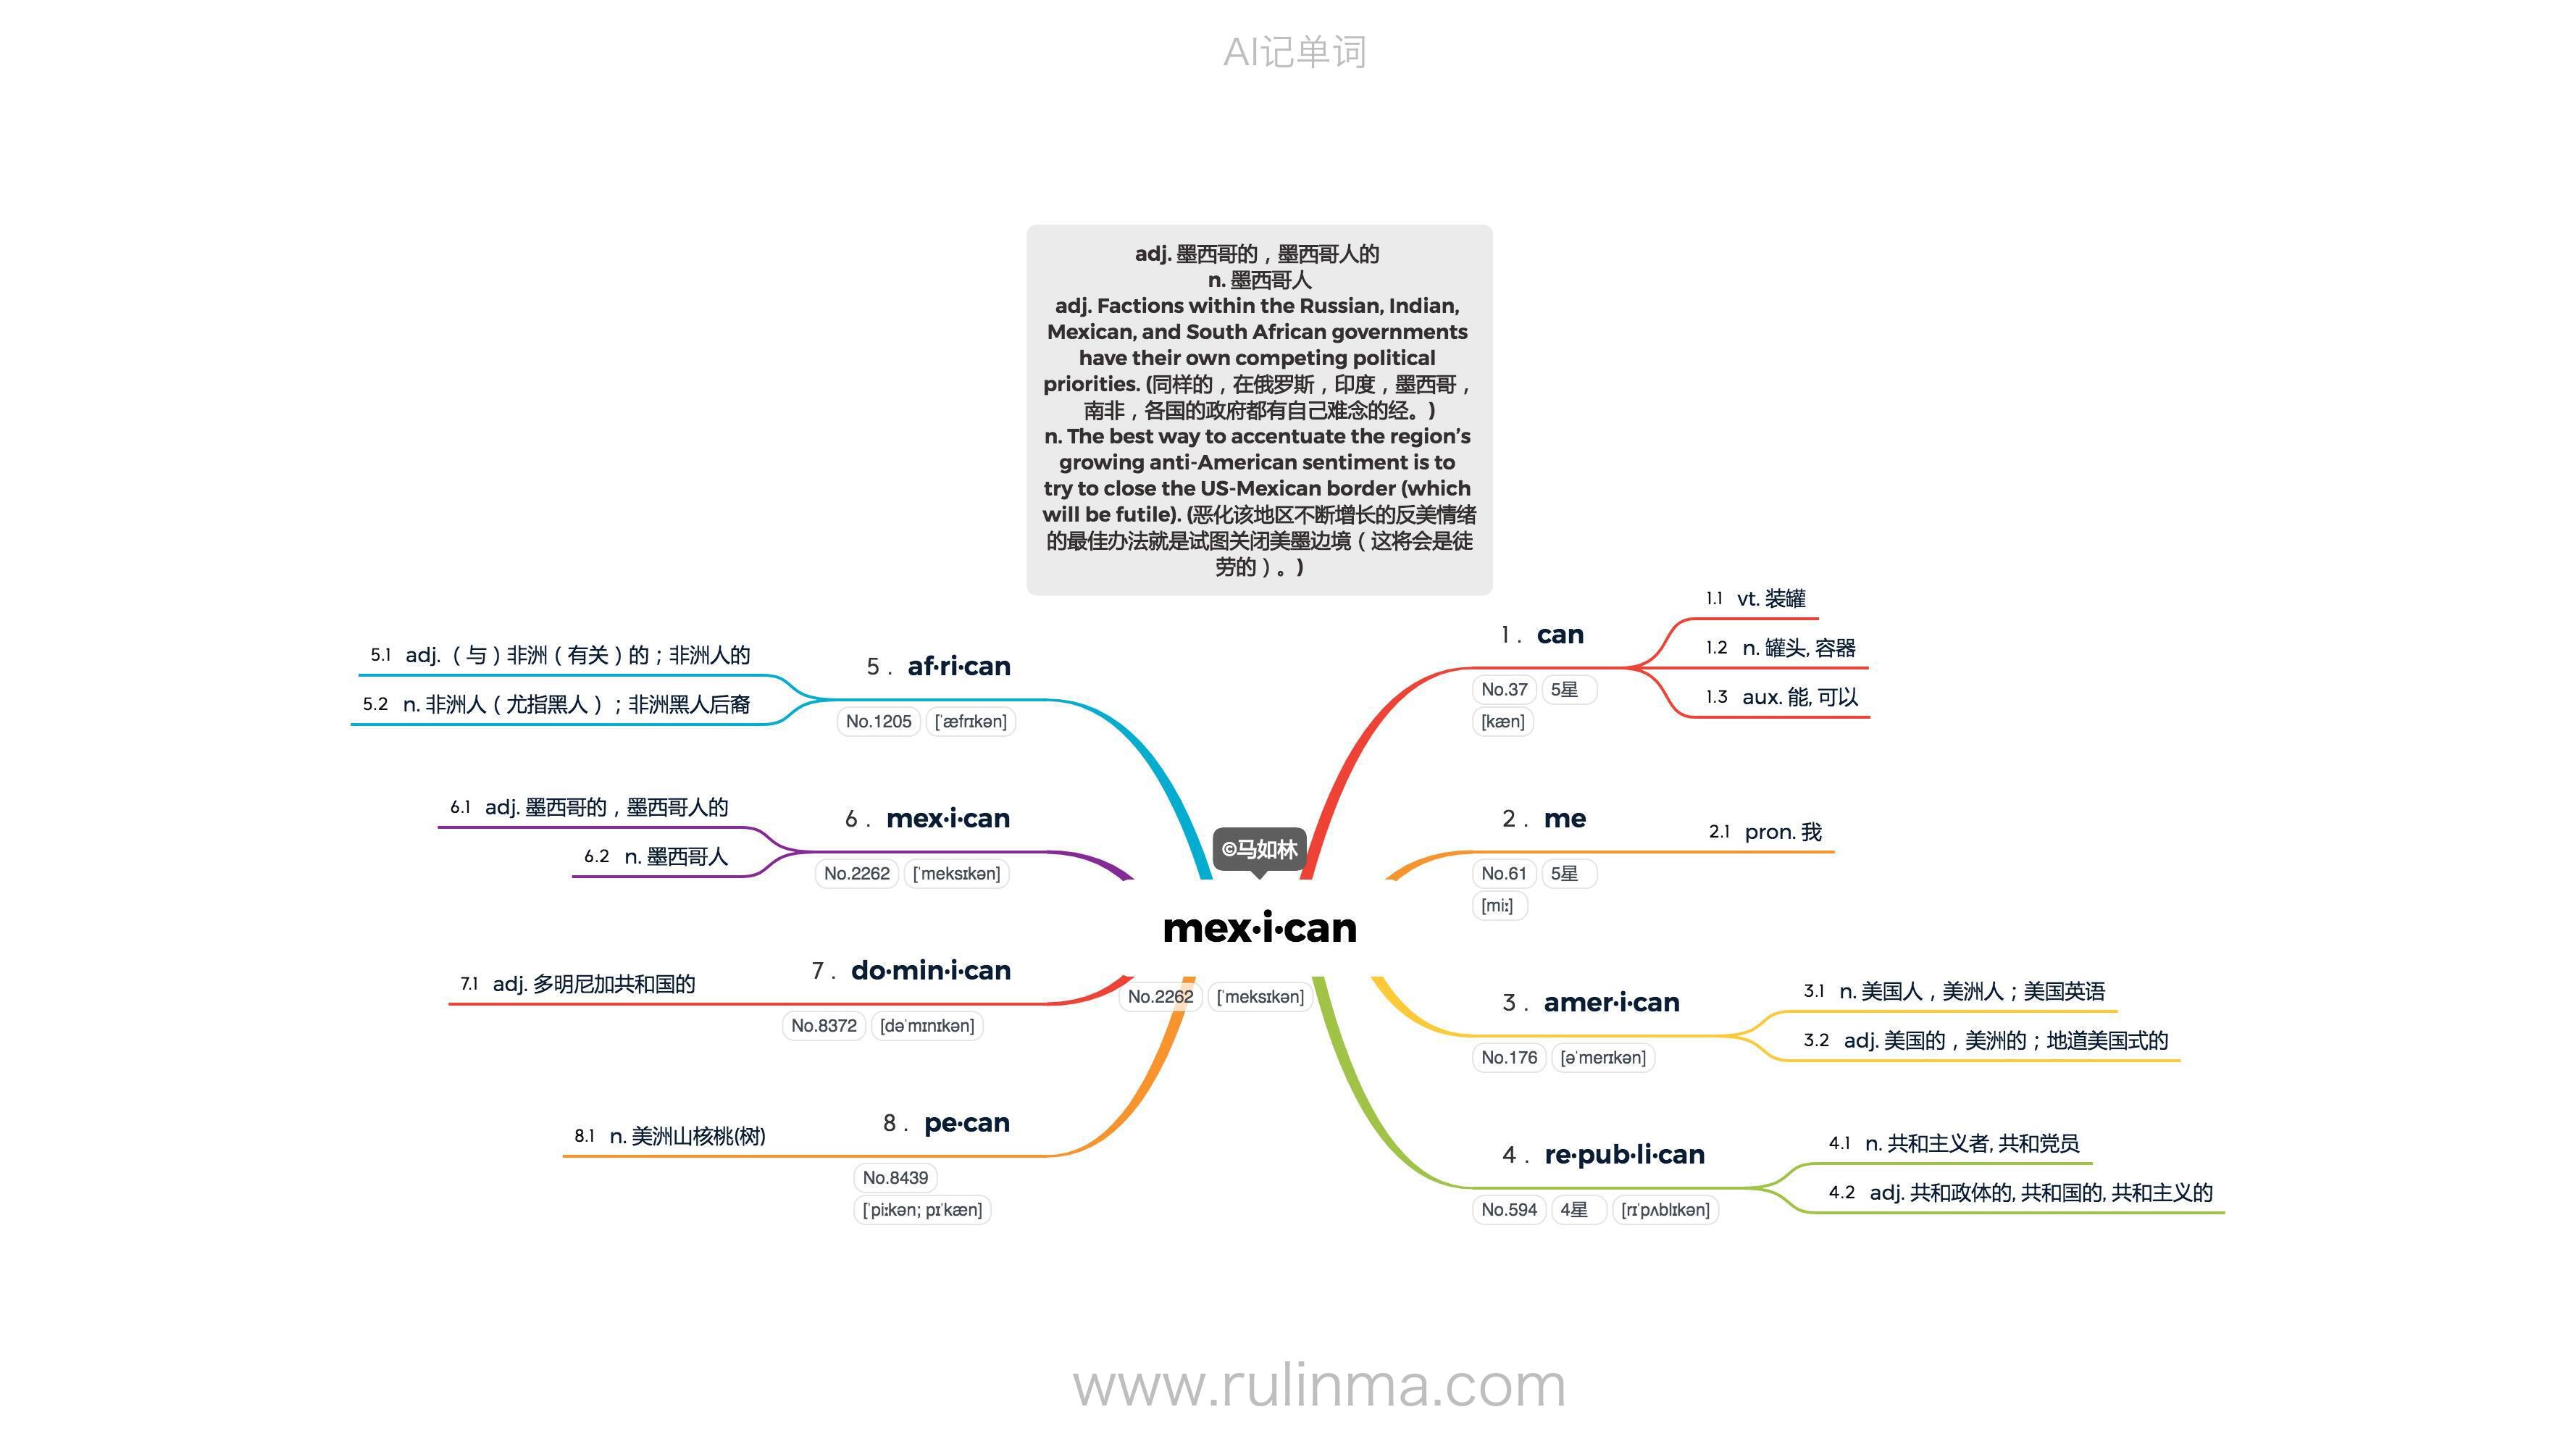 AI记单词
adj. 墨西哥的，墨西哥人的
n. 墨西哥人
adj. Factions within the Russian, Indian,
Mexican, and South African governments
have their own competing political
priorities. (同样的，在俄罗斯，印度，墨西哥，
南非，各国的政府都有自己难念的经。)
n. The best way to accentuate the region’s
growing anti-American sentiment is to
try to close the US-Mexican border (which
will be futile). (恶化该地区不断增长的反美情绪
的最佳办法就是试图关闭美墨边境（这将会是徒
劳的）。)
©马如林
mex·i·can
No.2262 [ˈmeksɪkən]
1 . can
No.37 5星
[kæn]
1.1 vt. 装罐
1.2 n. 罐头, 容器
1.3 aux. 能, 可以
2 . me
No.61 5星
[miː]
2.1 pron. 我
3 . amer·i·can
No.176 [əˈmerɪkən]
3.1 n. 美国人，美洲人；美国英语
3.2 adj. 美国的，美洲的；地道美国式的
4 . re·pub·li·can
No.594 4星 [rɪˈpʌblɪkən]
4.1 n. 共和主义者, 共和党员
4.2 adj. 共和政体的, 共和国的, 共和主义的
5 . af·ri·can
No.1205 [ˈæfrɪkən]
5.1 adj.（与）非洲（有关）的；非洲人的
5.2 n. 非洲人（尤指黑人）；非洲黑人后裔
6 . mex·i·can
No.2262 [ˈmeksɪkən]
6.1 adj. 墨西哥的，墨西哥人的
6.2 n. 墨西哥人
7 . do·min·i·can
No.8372 [dəˈmɪnɪkən]
7.1 adj. 多明尼加共和国的
8 . pe·can
No.8439
[ˈpiːkən; pɪˈkæn]
8.1 n. 美洲山核桃(树)
www.rulinma.com